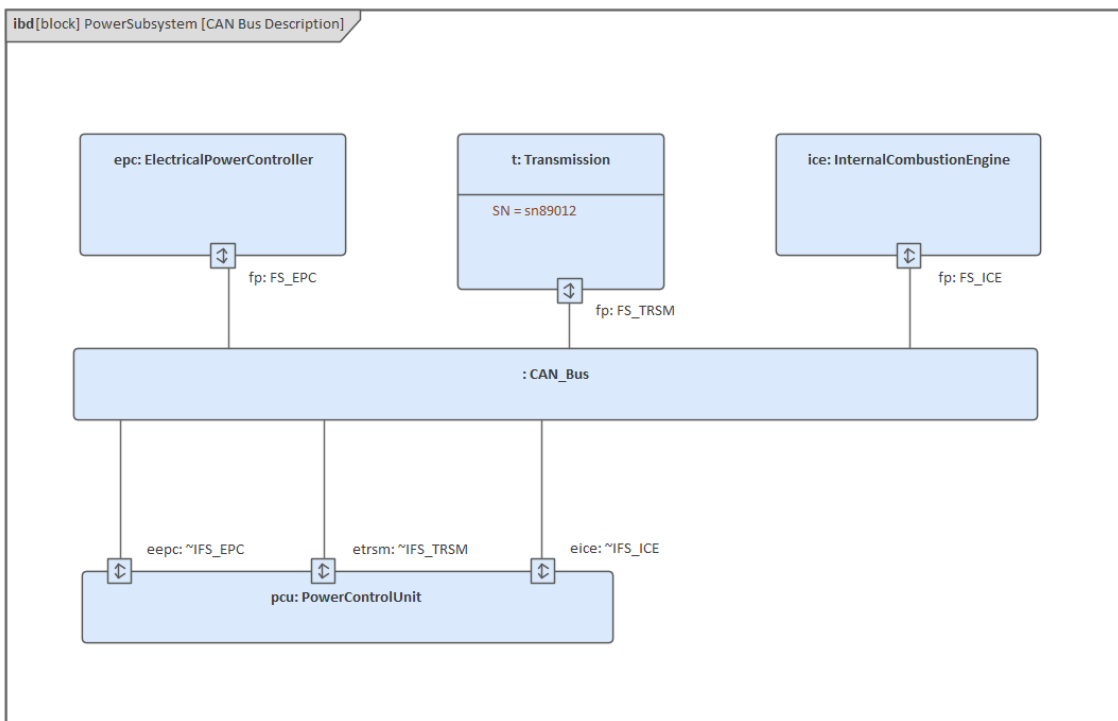 ibd [block] PowerSubsystem [CAN Bus Description]
epc: ElectricalPowerController
t: Transmission
ice: InternalCombustionEngine
SN = sn89012
fp: FS_EPC
fp: FS_ICE
fp: FS_TRSM
: CAN_Bus
eepc: ~IFS_EPC
etrsm: ~IFS_TRSM
eice: ~IFS_ICE
pcu: PowerControlUnit